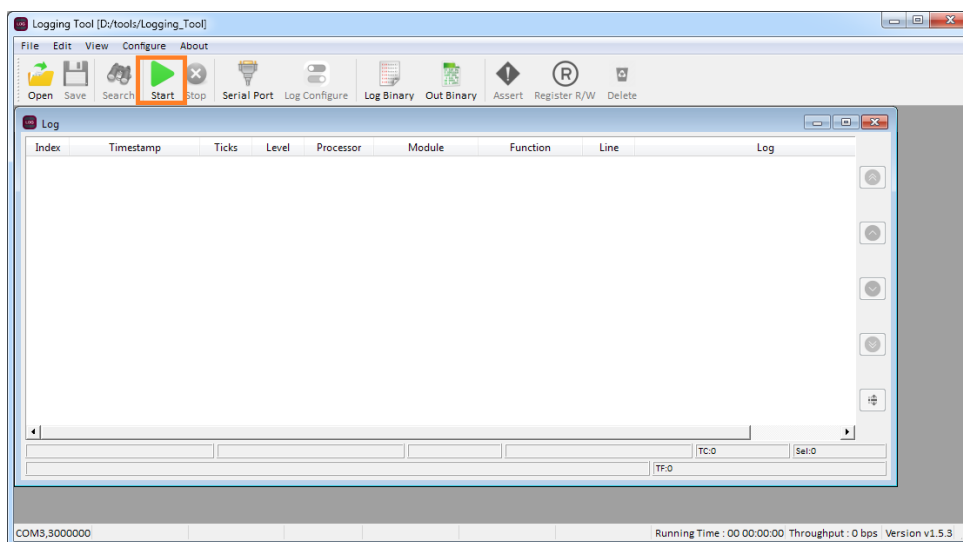 Logging Tool [D:/tools/Logging_Tool]
File Edit View Configure About
Open Save Search Start Stop Serial Port Log Configure Log Binary Out Binary Assert Register R/W Delete
Log
Index Timestamp Ticks Level Processor Module Function Line Log
TC:0 Sel:0
TF:0
COM3,3000000 Running Time : 00 00:00:00 Throughput : 0 bps Version v1.5.3